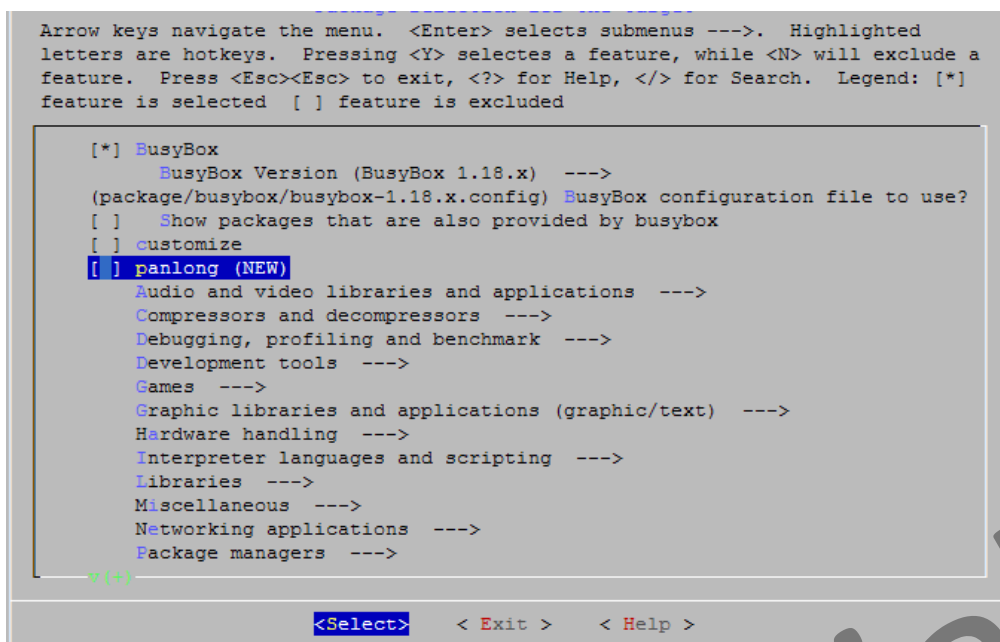 Package Selection for the target
Arrow keys navigate the menu.  <Enter> selects submenus --->.  Highlighted
letters are hotkeys.  Pressing <Y> selectes a feature, while <N> will exclude a
feature.  Press <Esc><Esc> to exit, <?> for Help, </> for Search.  Legend: [*]
feature is selected  [ ] feature is excluded
[*] BusyBox
BusyBox Version (BusyBox 1.18.x)  --->
(package/busybox/busybox-1.18.x.config) BusyBox configuration file to use?
[ ]   Show packages that are also provided by busybox
[ ] customize
[ ] panlong (NEW)
Audio and video libraries and applications  --->
Compressors and decompressors  --->
Debugging, profiling and benchmark  --->
Development tools  --->
Games  --->
Graphic libraries and applications (graphic/text)  --->
Hardware handling  --->
Interpreter languages and scripting  --->
Libraries  --->
Miscellaneous  --->
Networking applications  --->
Package managers  --->
(+)
<Select>    < Exit >    < Help >